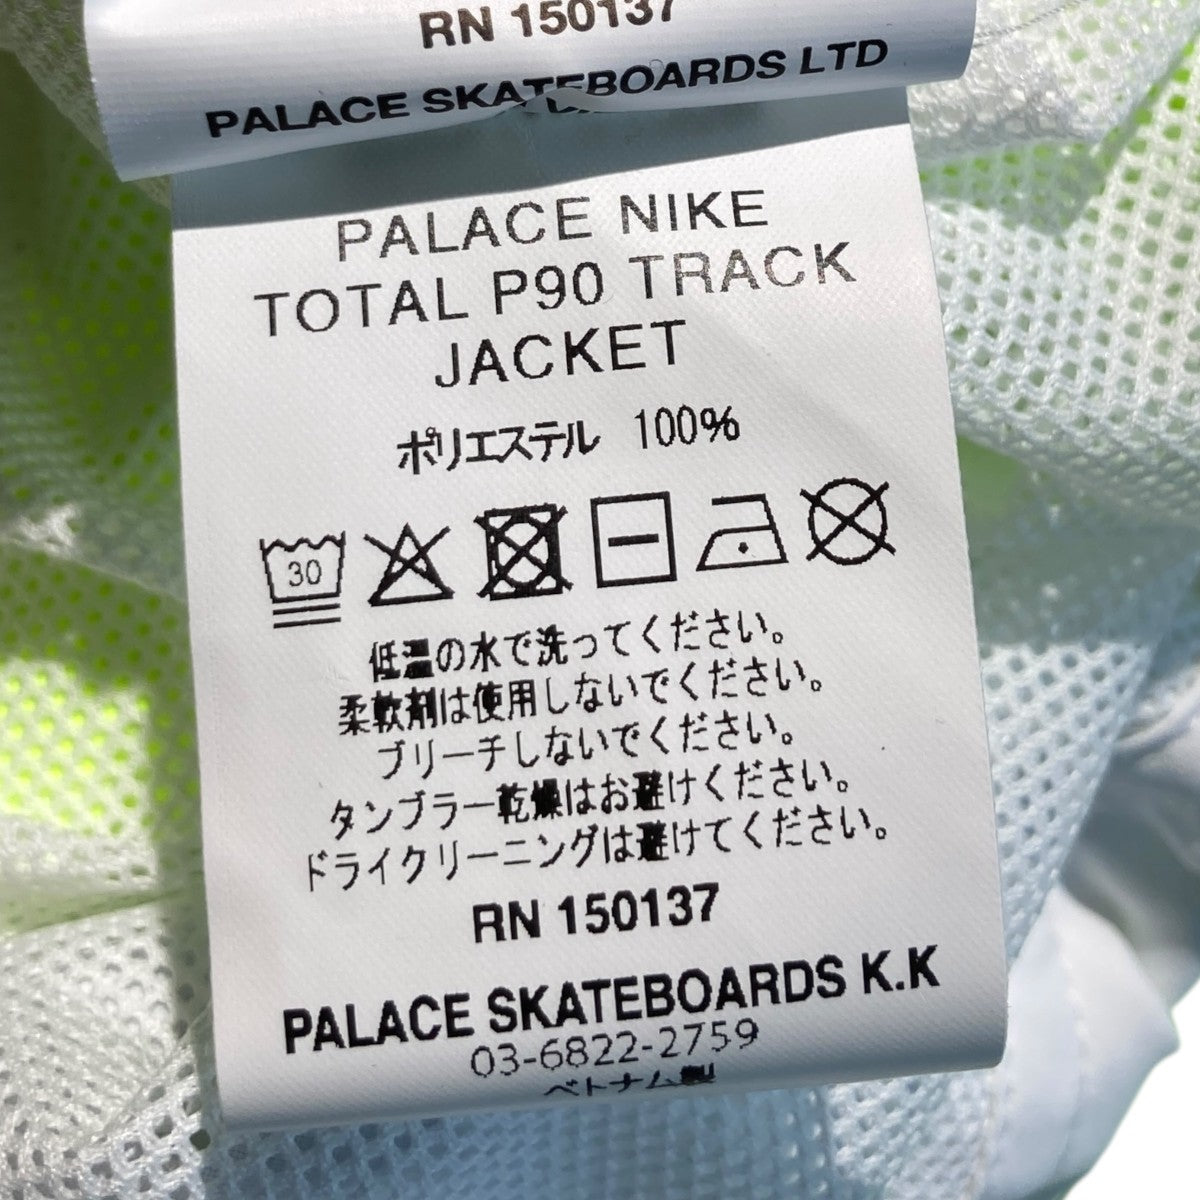 RN 150137
PALACE SKATEBOARDS LTD
PALACE NIKE
TOTAL P90 TRACK
JACKET
ポリエステル 100%
30
低温の水で洗ってください。
柔軟剤は使用しないでください。
ブリーチしないでください。
タンブラー乾燥はお避けください。
ドライクリーニングは避けてください。
RN 150137
PALACE SKATEBOARDS K.K
03-6822-2759
ベトナム製